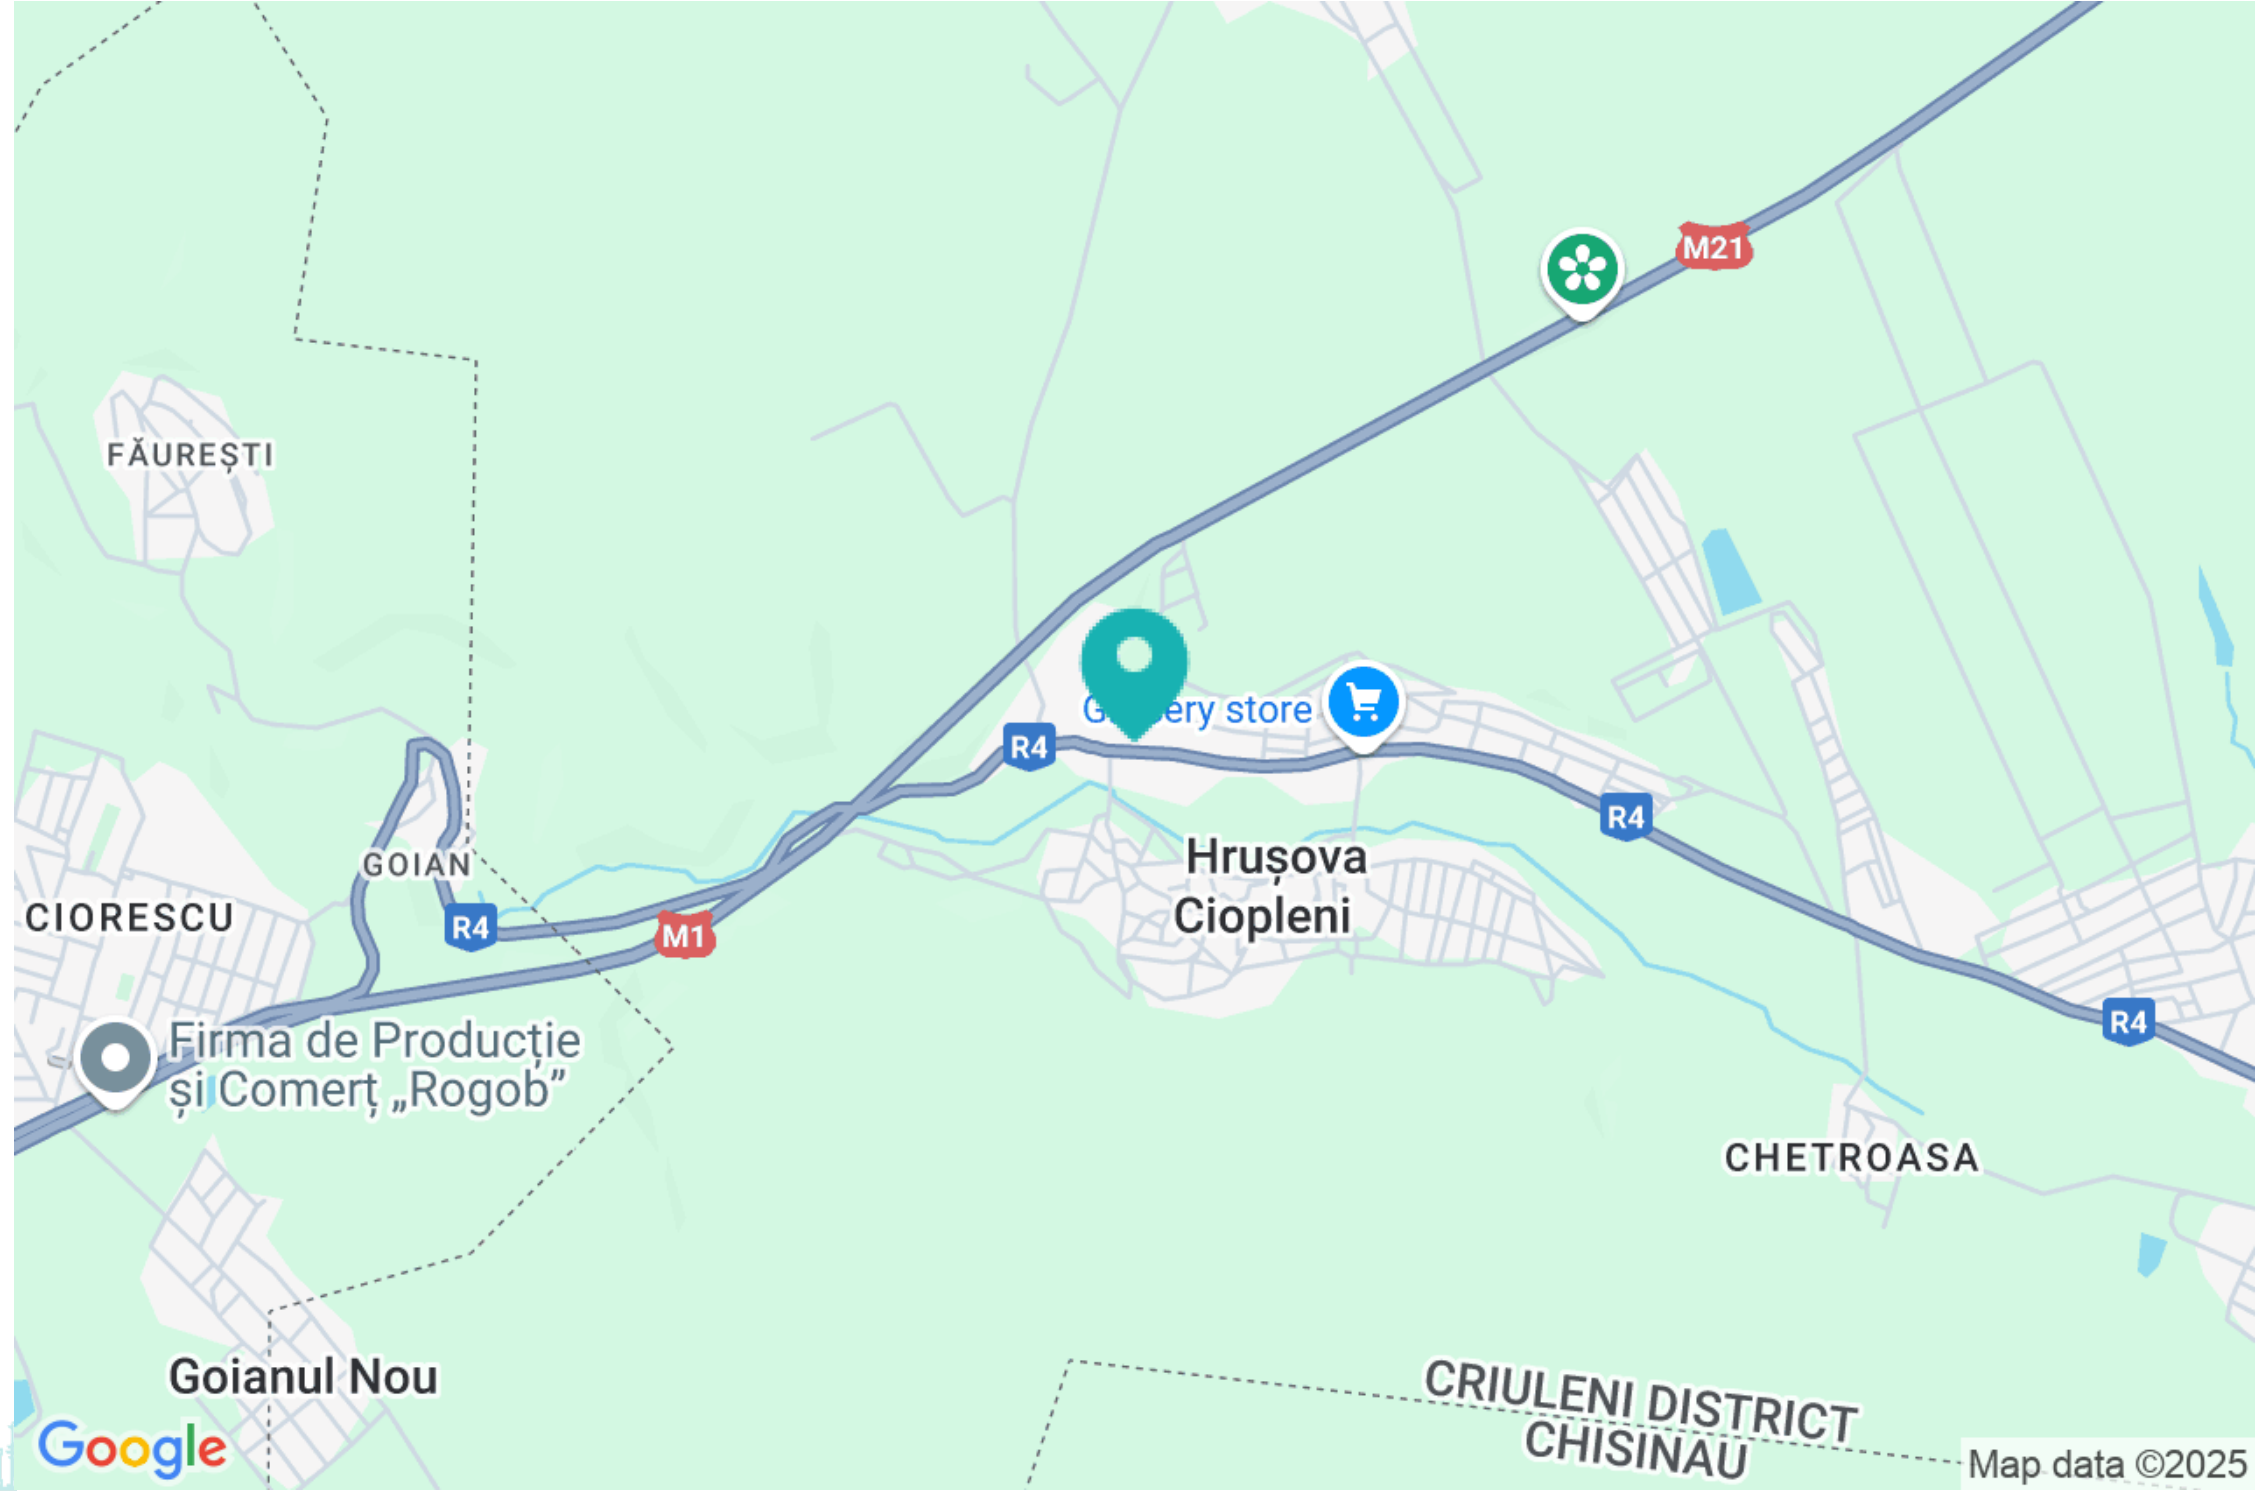 M21
FĂUREȘTI
ery store
R4
R4
Hrușova
Ciopleni
GOIAN
CIORESCU
R4
M1
R4
Firma de Producție
și Comerț „Rogob”
CHETROASA
Goianul Nou
CRIULENI DISTRICT
CHISINAU
Google
Map data ©2025